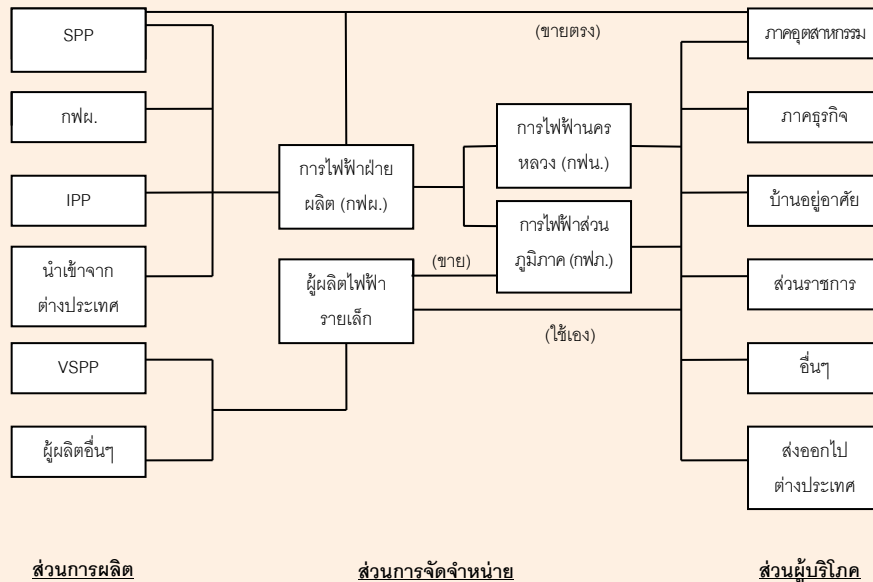 SPP
กฟผ.
IPP
นำเข้าจาก
ต่างประเทศ
VSPP
ผู้ผลิตอื่นๆ
ส่วนการผลิต
(ขายตรง)
การไฟฟ้าฝ่าย
ผลิต (กฟผ.)
ผู้ผลิตไฟฟ้า
รายเล็ก
(ขาย)
(ใช้เอง)
การไฟฟ้านคร
หลวง (กฟน.)
การไฟฟ้าส่วน
ภูมิภาค (กฟภ.)
ส่วนการจัดจำหน่าย
ภาคอุตสาหกรรม
ภาคธุรกิจ
บ้านอยู่อาศัย
ส่วนราชการ
อื่นๆ
ส่งออกไป
ต่างประเทศ
ส่วนผู้บริโภค